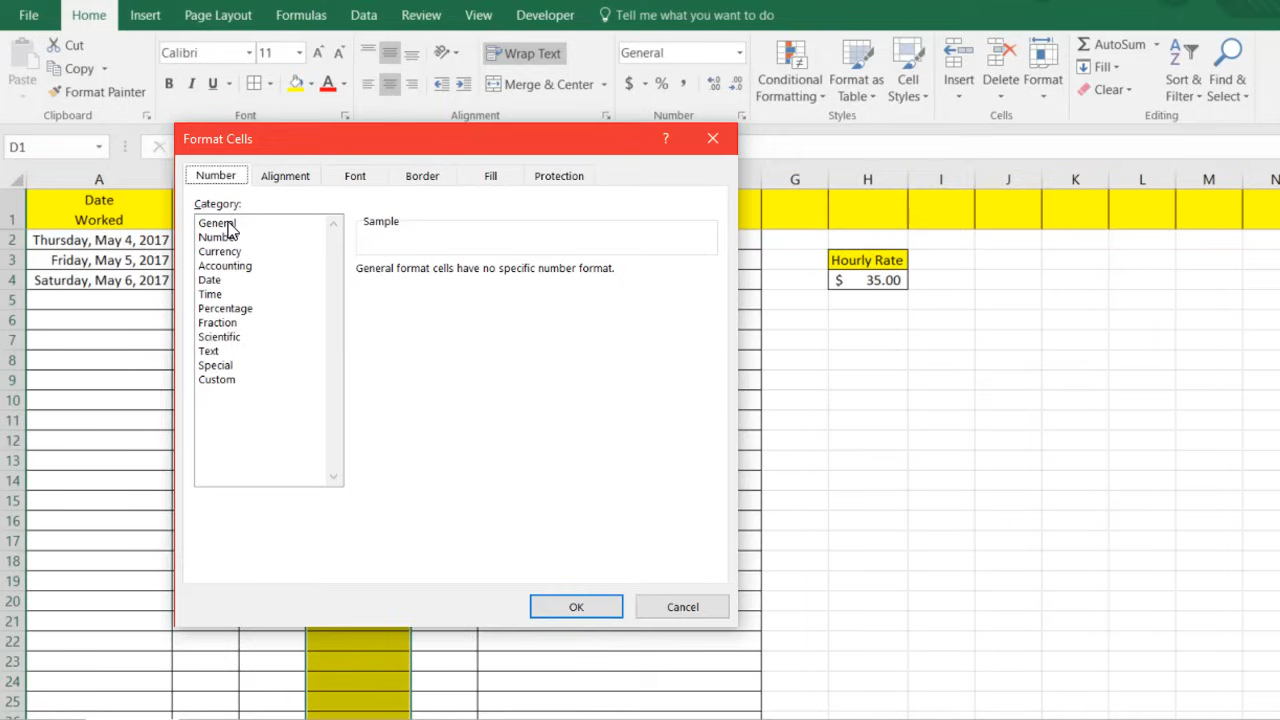 File Home Insert Page Layout Formulas Data Review View Developer Tell me what you want to do
Paste
Cut
Copy
Format Painter
Clipboard
Calibri 11 A A
B I U A
Font
Wrap Text
Merge & Center
Alignment
General
$ % ,
Number
Conditional
Formatting
Format as
Table
Cell
Styles
Styles
Insert
Delete
Format
Cells
AutoSum
Fill
Clear
Sort &
Filter
Find &
Select
Editing
D1
Format Cells ?
Number Alignment Font Border Fill Protection
Category:
General
Number
Currency
Accounting
Date
Time
Percentage
Fraction
Scientific
Text
Special
Custom
Sample
General format cells have no specific number format.
OK Cancel
A G H I J K L M N
1 Date
Worked
2 Thursday, May 4, 2017
3 Friday, May 5, 2017 Hourly Rate
4 Saturday, May 6, 2017 $ 35.00
5
6
7
8
9
10
11
12
13
14
15
16
17
18
19
20
21
22
23
24
25